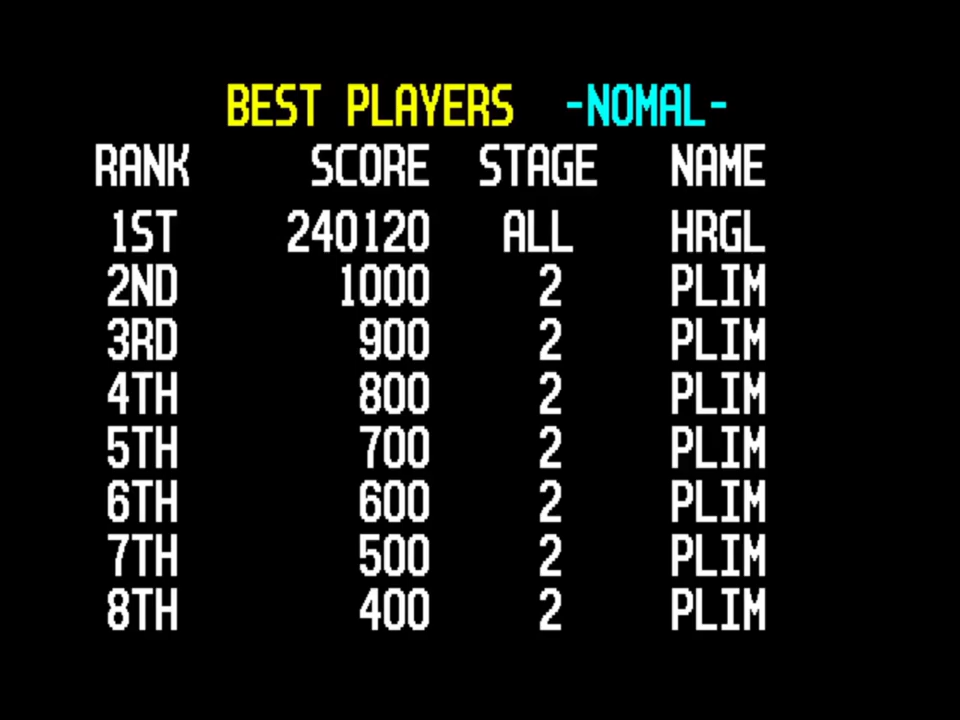 BEST PLAYERS -NOMAL-
RANK SCORE STAGE NAME
1ST 240120 ALL HRGL
2ND 1000 2 PLIM
3RD 900 2 PLIM
4TH 800 2 PLIM
5TH 700 2 PLIM
6TH 600 2 PLIM
7TH 500 2 PLIM
8TH 400 2 PLIM